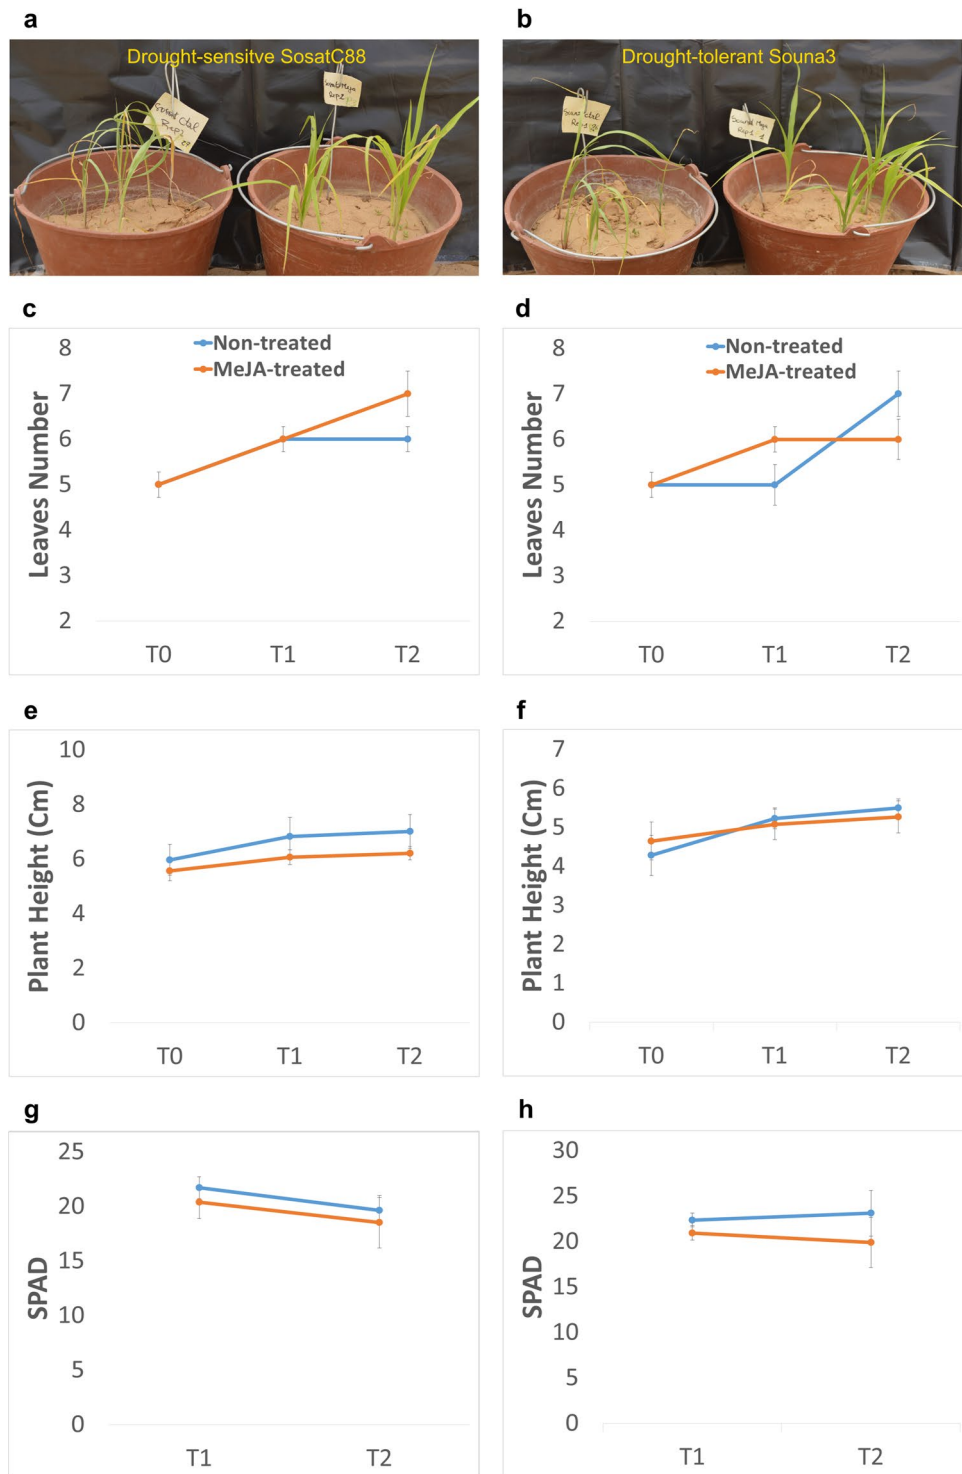 a
b
Drought-sensitve SosatC88
Drought-tolerant Souna3
c
d
Non-treated
MeJA-treated
Leaves Number
8
7
6
5
4
3
2
T0 T1 T2
Non-treated
MeJA-treated
Leaves Number
8
7
6
5
4
3
2
T0 T1 T2
e
f
Plant Height (Cm)
10
8
6
4
2
0
T0 T1 T2
Plant Height (Cm)
7
6
5
4
3
2
1
0
T0 T1 T2
g
h
SPAD
25
20
15
10
5
0
T1 T2
SPAD
30
25
20
15
10
5
0
T1 T2